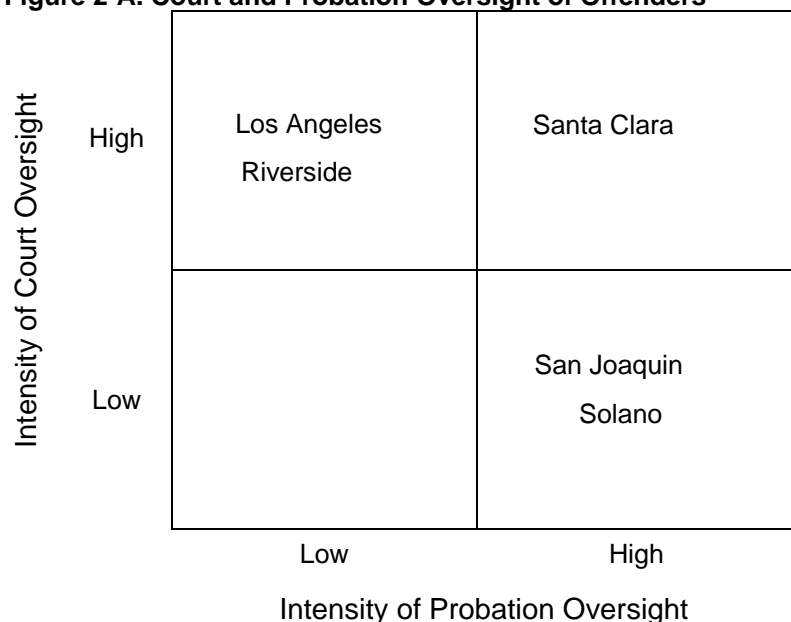 Figure 2-A. Court and Probation Oversight of Offenders
Intensity of Court Oversight
High
Los Angeles
Santa Clara
Riverside
Low
San Joaquin
Solano
Low
High
Intensity of Probation Oversight